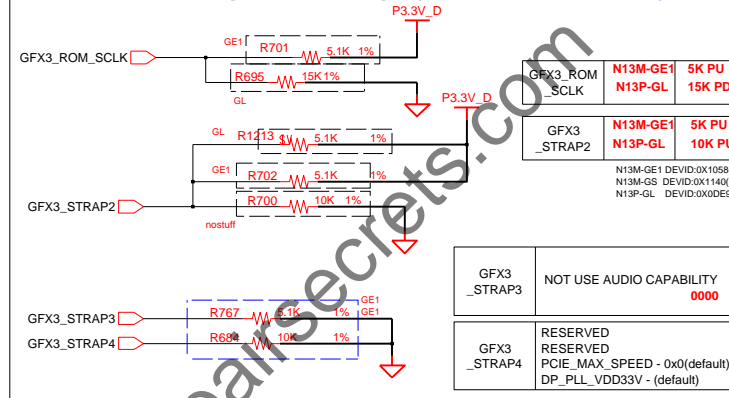 P3.3V_D
GE1 R701 5.1K 1%
GFX3_ROM_SCLK
R695 15K 1%
GL
P3.3V_D
GL R1213 5.1K 1%
GE1 R702 5.1K 1%
GFX3_STRAP2
R700 10K 1%
nostuff
GE1
GFX3_STRAP3 R767 5.1K 1% GE1
GFX3_STRAP4 R684 10K 1%
GFX3_ROM
_SCLK
N13M-GE1 5K PU
N13P-GL 15K PD
GFX3
_STRAP2
N13M-GE1 5K PU
N13P-GL 10K PU
N13M-GE1 DEVID:0X1058
N13M-GS DEVID:0X1140(
N13P-GL DEVID:0X0DE9
GFX3
_STRAP3
NOT USE AUDIO CAPABILITY
0000
GFX3
_STRAP4
RESERVED
RESERVED
PCIE_MAX_SPEED - 0x0(default)
DP_PLL_VDD33V - (default)
pairsecrets.com